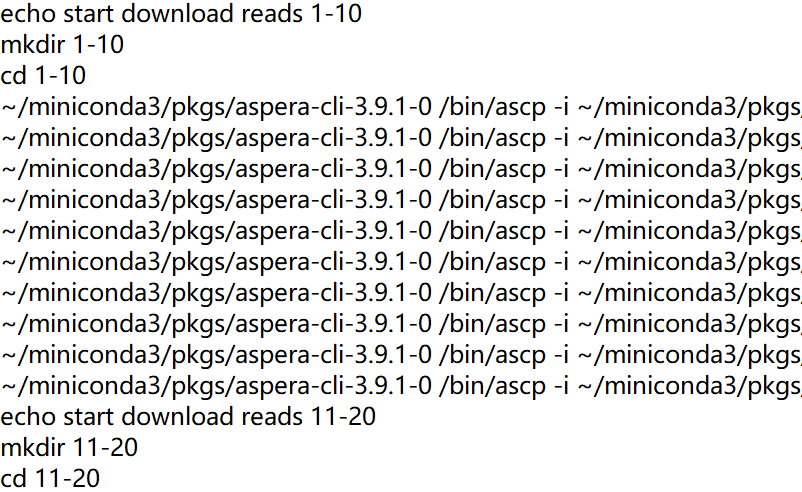 echo start download reads 1-10
mkdir 1-10
cd 1-10
~/miniconda3/pkgs/aspera-cli-3.9.1-0 /bin/ascp -i ~/miniconda3/pkgs/
~/miniconda3/pkgs/aspera-cli-3.9.1-0 /bin/ascp -i ~/miniconda3/pkgs/
~/miniconda3/pkgs/aspera-cli-3.9.1-0 /bin/ascp -i ~/miniconda3/pkgs/
~/miniconda3/pkgs/aspera-cli-3.9.1-0 /bin/ascp -i ~/miniconda3/pkgs/
~/miniconda3/pkgs/aspera-cli-3.9.1-0 /bin/ascp -i ~/miniconda3/pkgs/
~/miniconda3/pkgs/aspera-cli-3.9.1-0 /bin/ascp -i ~/miniconda3/pkgs/
~/miniconda3/pkgs/aspera-cli-3.9.1-0 /bin/ascp -i ~/miniconda3/pkgs/
~/miniconda3/pkgs/aspera-cli-3.9.1-0 /bin/ascp -i ~/miniconda3/pkgs/
~/miniconda3/pkgs/aspera-cli-3.9.1-0 /bin/ascp -i ~/miniconda3/pkgs/
~/miniconda3/pkgs/aspera-cli-3.9.1-0 /bin/ascp -i ~/miniconda3/pkgs/
echo start download reads 11-20
mkdir 11-20
cd 11-20